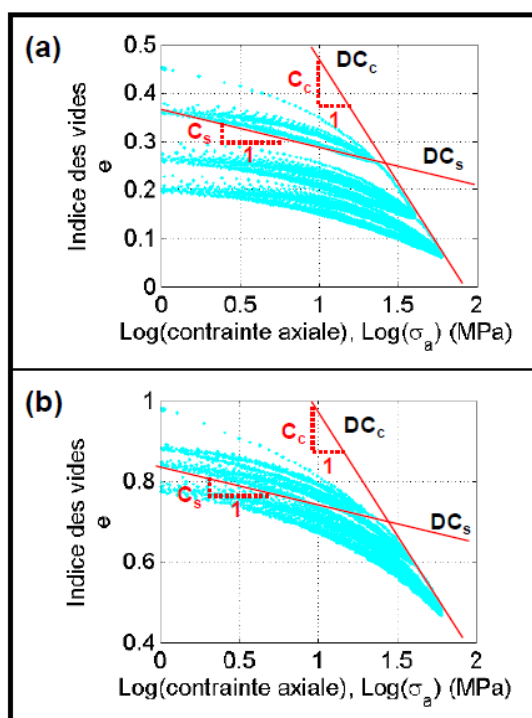 (a)
0.5
0.4
0.3
0.2
0.1
0
Indice des vides
e
DC_c
C_c
1
C_s
1
DC_s
0 0.5 1 1.5 2
Log(contrainte axiale), Log(σ_a) (MPa)
(b)
1
0.8
0.6
0.4
Indice des vides
e
DC_c
C_c
1
C_s
1
DC_s
0 0.5 1 1.5 2
Log(contrainte axiale), Log(σ_a) (MPa)